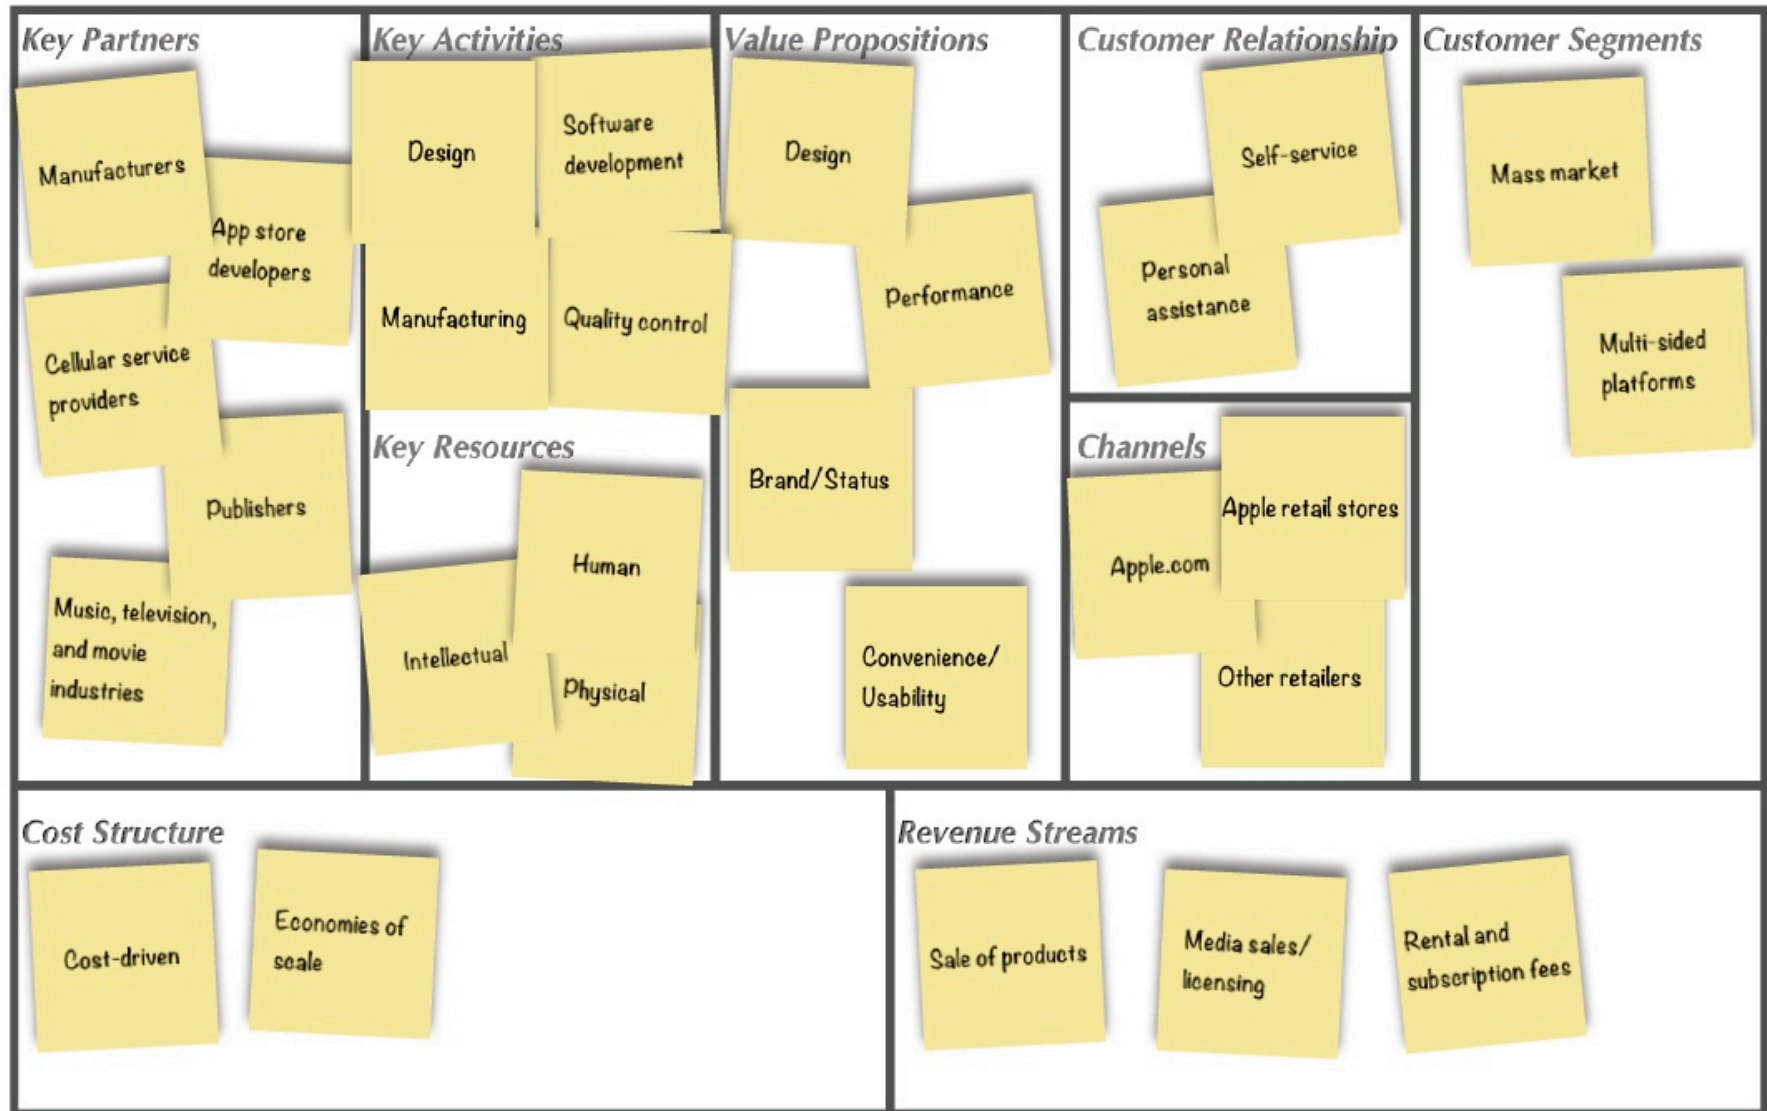 Key Partners
Manufacturers
App store
developers
Cellular service
providers
Publishers
Music, television,
and movie
industries
Key Activities
Design
Software
development
Manufacturing
Quality control
Key Resources
Human
Intellectual
Physical
Value Propositions
Design
Performance
Brand/Status
Convenience/
Usability
Customer Relationship
Self-service
Personal
assistance
Channels
Apple retail stores
Apple.com
Other retailers
Customer Segments
Mass market
Multi-sided
platforms
Cost Structure
Cost-driven
Economies of
scale
Revenue Streams
Sale of products
Media sales/
licensing
Rental and
subscription fees